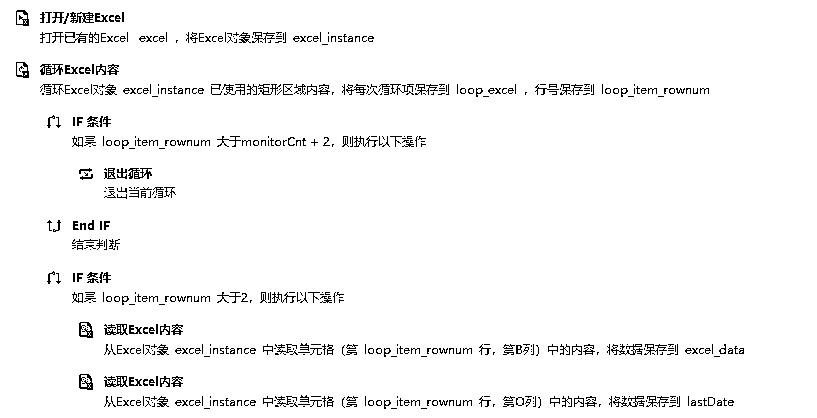 打开/新建Excel
打开已有的Excel excel ，将Excel对象保存到 excel_instance
循环Excel内容
循环Excel对象 excel_instance 已使用的矩形区域内容，将每次循环项保存到 loop_excel ，行号保存到 loop_item_rownum
IF 条件
如果 loop_item_rownum 大于monitorCnt + 2，则执行以下操作
退出循环
退出当前循环
End IF
结束判断
IF 条件
如果 loop_item_rownum 大于2，则执行以下操作
读取Excel内容
从Excel对象 excel_instance 中读取单元格（第 loop_item_rownum 行，第B列）中的内容，将数据保存到 excel_data
读取Excel内容
从Excel对象 excel_instance 中读取单元格（第 loop_item_rownum 行，第O列）中的内容，将数据保存到 lastDate